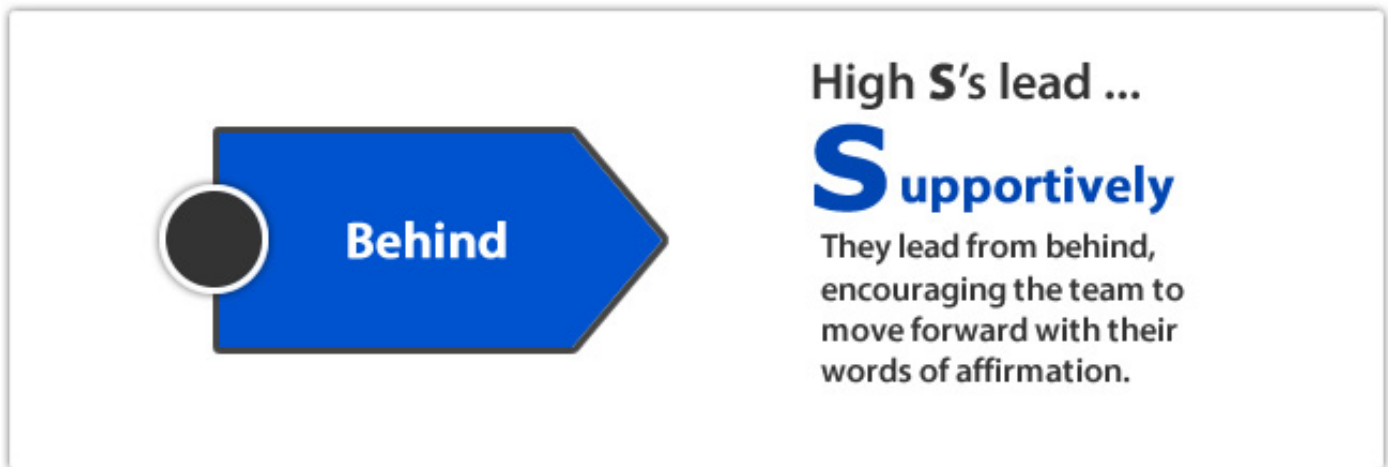 Behind
High S's lead ...
Supportively
They lead from behind,
encouraging the team to
move forward with their
words of affirmation.